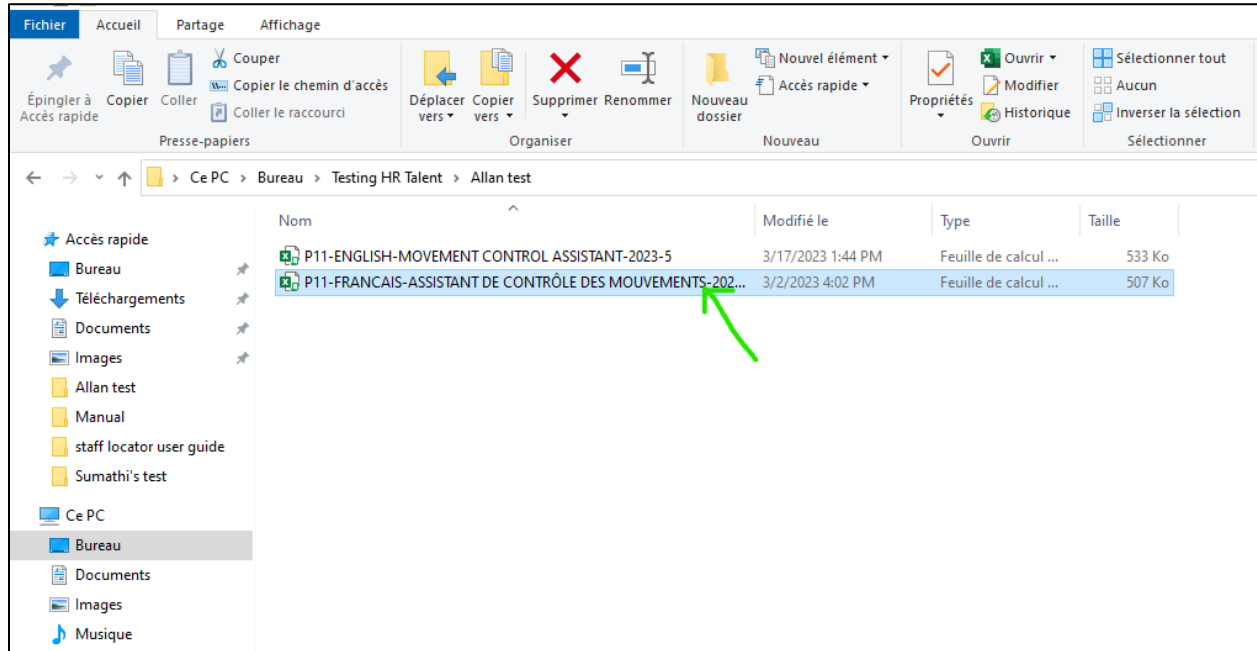 Fichier Accueil Partage Affichage
Épingler à Accès rapide
Copier
Coller
Couper
Copier le chemin d'accès
Coller le raccourci
Presse-papiers
Déplacer vers
Copier vers
Supprimer
Renommer
Organiser
Nouveau dossier
Nouvel élément
Accès rapide
Nouveau
Propriétés
Ouvrir
Modifier
Historique
Ouvrir
Sélectionner tout
Aucun
Inverser la sélection
Sélectionner
Ce PC > Bureau > Testing HR Talent > Allan test
Nom Modifié le Type Taille
P11-ENGLISH-MOVEMENT CONTROL ASSISTANT-2023-5 3/17/2023 1:44 PM Feuille de calcul ... 533 Ko
P11-FRANCAIS-ASSISTANT DE CONTRÔLE DES MOUVEMENTS-202... 3/2/2023 4:02 PM Feuille de calcul ... 507 Ko
Accès rapide
Bureau
Téléchargements
Documents
Images
Allan test
Manual
staff locator user guide
Sumathi's test
Ce PC
Bureau
Documents
Images
Musique